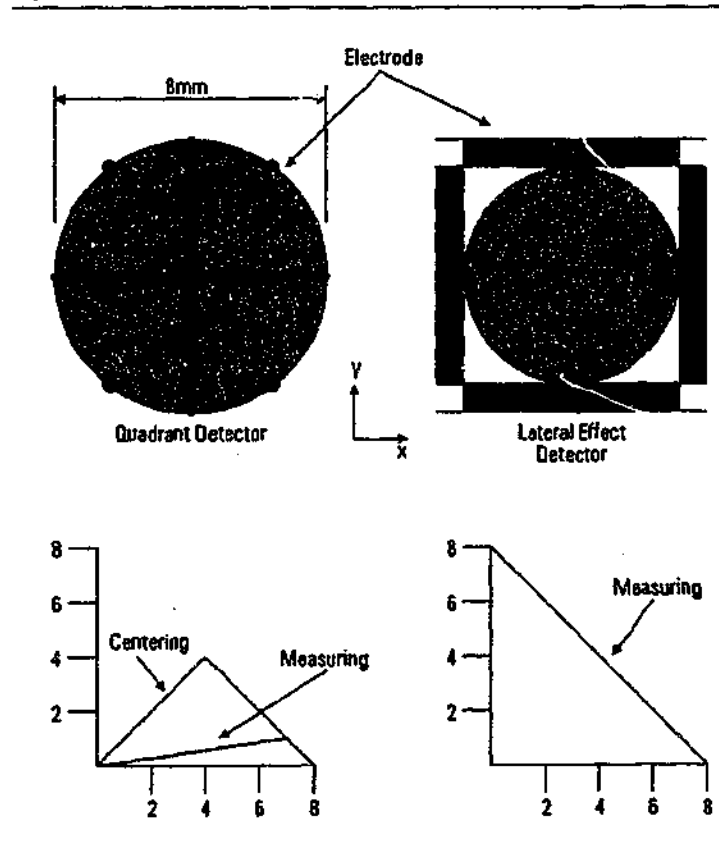 Electrode
8mm
Y
X
Quadrant Detector
Lateral Effect
Detector
8
6
4
2
Centering
Measuring
2 4 6 8
8
6
4
2
Measuring
2 4 6 8